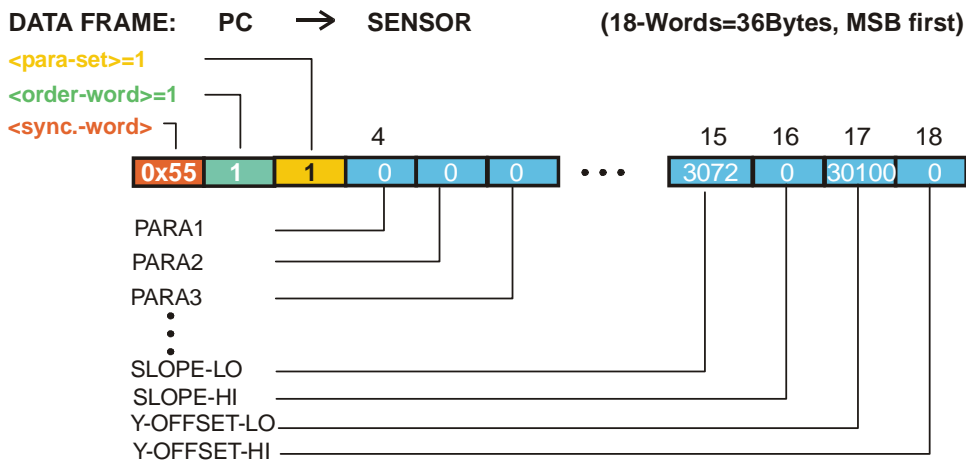 DATA FRAME: PC → SENSOR (18-Words=36Bytes, MSB first)
<para-set>=1
<order-word>=1
<sync.-word>
4 15 16 17 18
0x55 1 1 0 0 0 ••• 3072 0 30100 0
PARA1
PARA2
PARA3
•
•
•
SLOPE-LO
SLOPE-HI
Y-OFFSET-LO
Y-OFFSET-HI